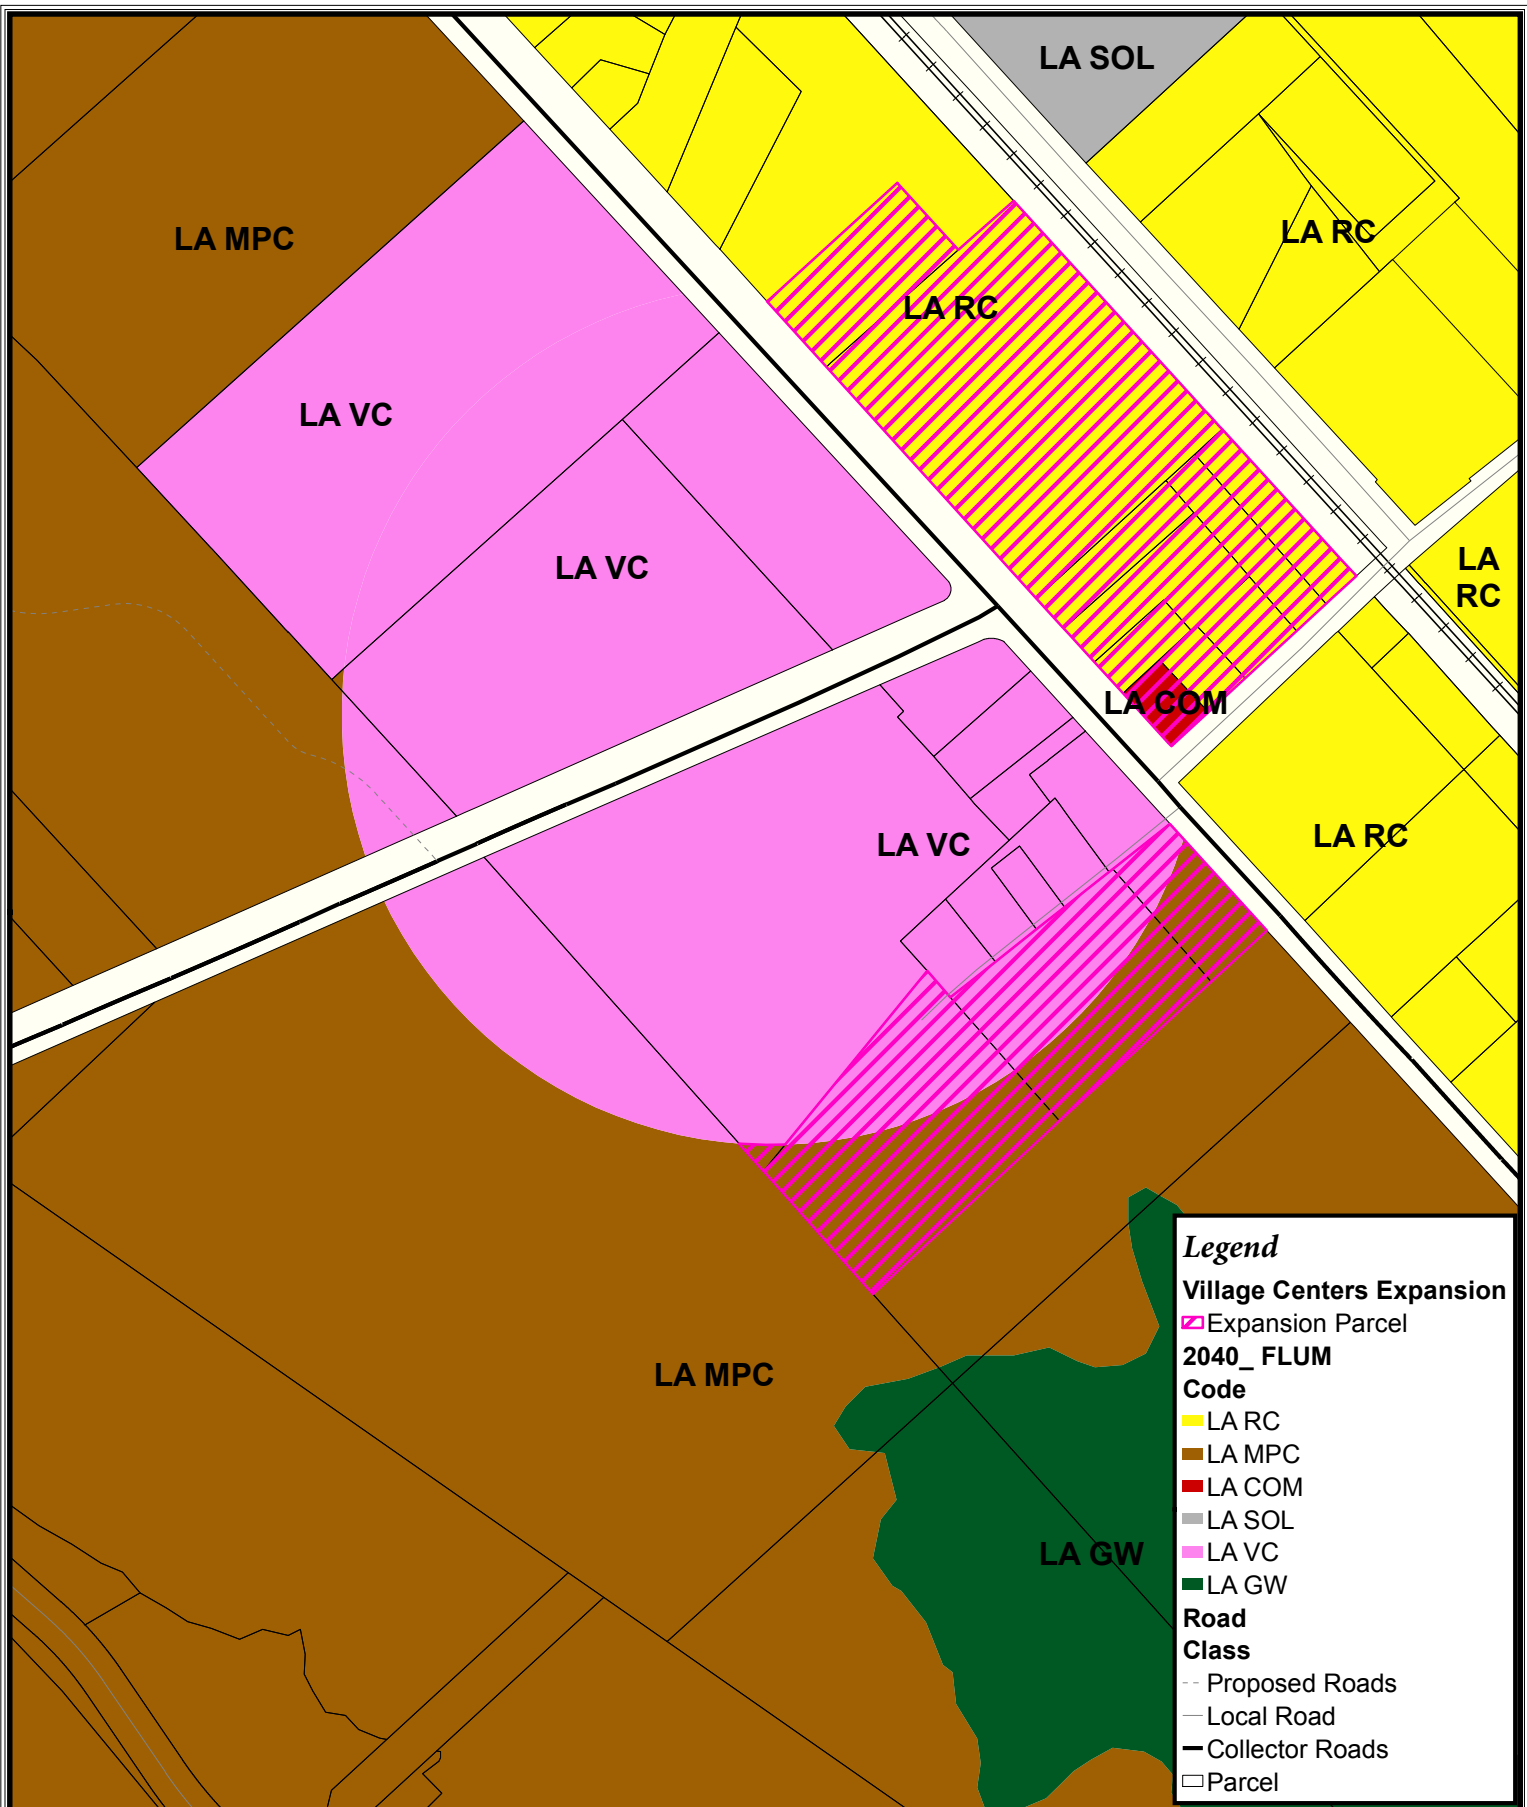 LA SOL
LA RC
LA MPC
LA RC
LA VC
LA VC
LA
RC
LA COM
LA RC
LA VC
LA MPC
LA GW
Legend
Village Centers Expansion
Expansion Parcel
2040_ FLUM
Code
LA RC
LA MPC
LA COM
LA SOL
LA VC
LA GW
Road
Class
Proposed Roads
Local Road
Collector Roads
Parcel